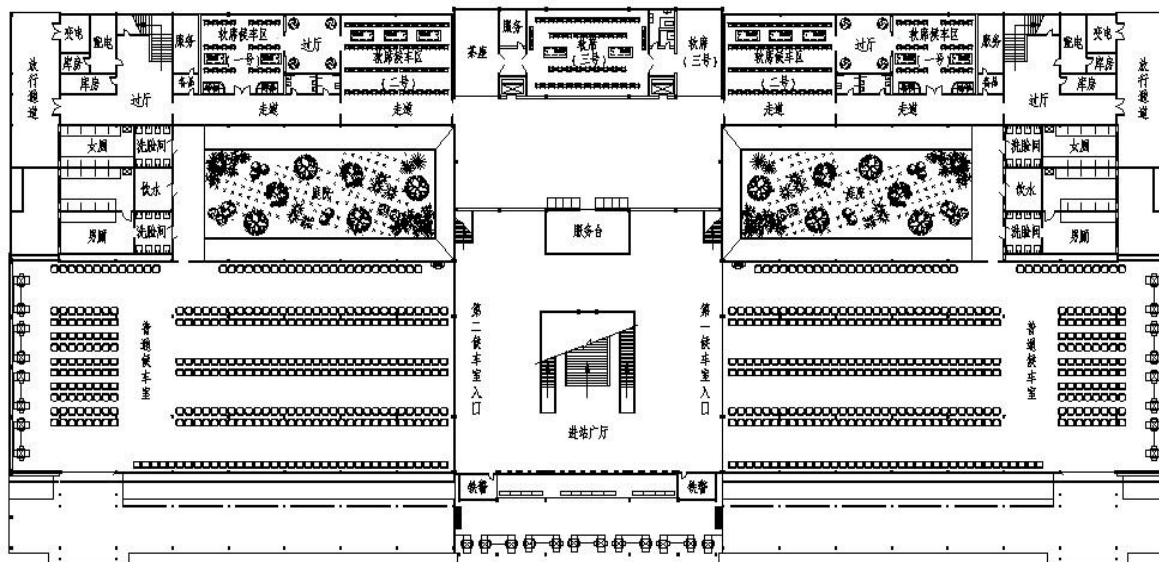 变电
配电
服务
软席候车区
(一号)
过厅
软席候车区
(二号)
茶座
服务
软席
(三号)
软席
(三号)
软席候车区
(二号)
过厅
软席候车区
(一号)
服务
配电
变电
库房
库房
库房
库房
放行通道
放行通道
过厅
走道
走道
走道
走道
过厅
女厕
洗脸间
饮水
男厕
洗脸间
庭院
服务台
庭院
洗脸间
女厕
饮水
洗脸间
男厕
普通候车室
第二候车室入口
第一候车室入口
普通候车室
进站广厅
铁警
铁警